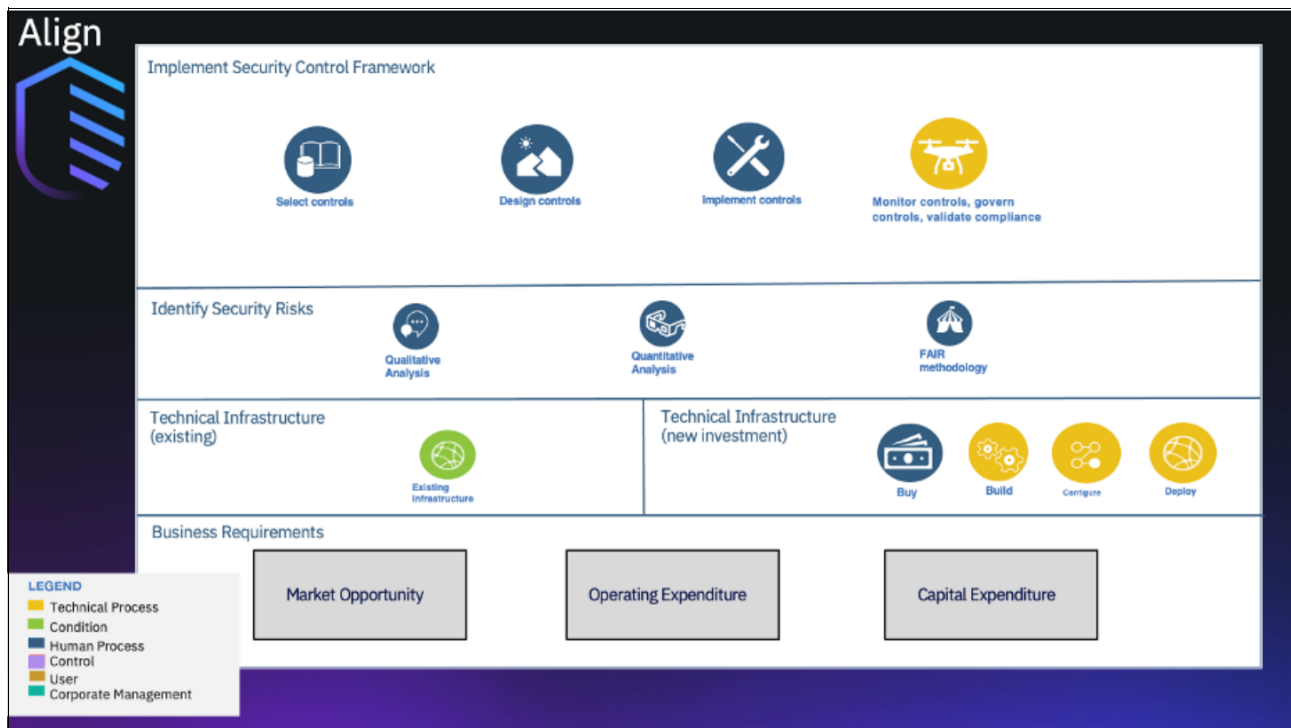 Align
Implement Security Control Framework
Select controls
Design controls
Implement controls
Monitor controls, govern
controls, validate compliance
Identify Security Risks
Qualitative
Analysis
Quantitative
Analysis
FAIR
methodology
Technical Infrastructure
(existing)
Existing
Infrastructure
Technical Infrastructure
(new investment)
Buy
Build
Configure
Deploy
Business Requirements
Market Opportunity
Operating Expenditure
Capital Expenditure
LEGEND
Technical Process
Condition
Human Process
Control
User
Corporate Management